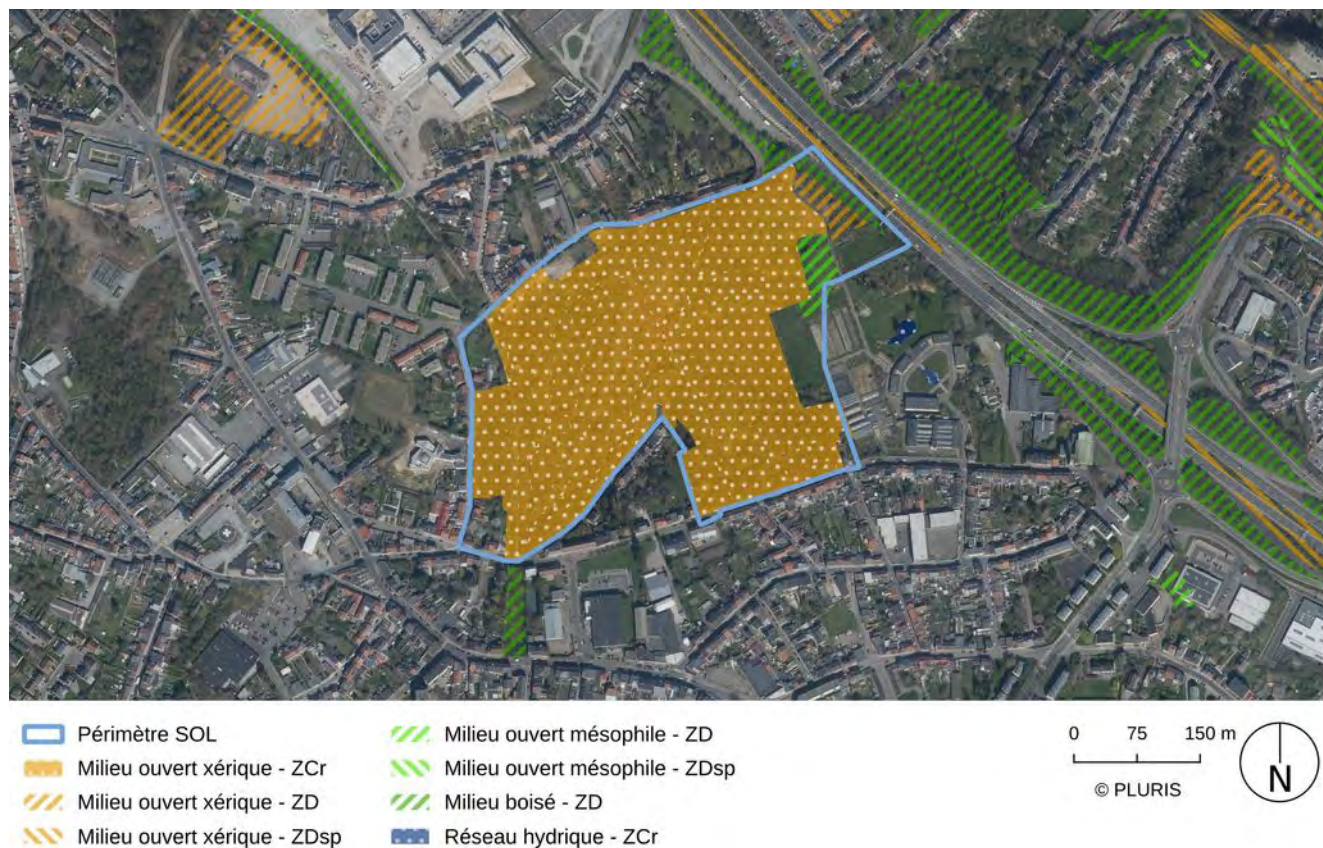 Périmètre SOL
Milieu ouvert xérique - ZCr
Milieu ouvert xérique - ZD
Milieu ouvert xérique - ZDsp
Milieu ouvert mésophile - ZD
Milieu ouvert mésophile - ZDsp
Milieu boisé - ZD
Réseau hydrique - ZCr
0 75 150 m
© PLURIS
N